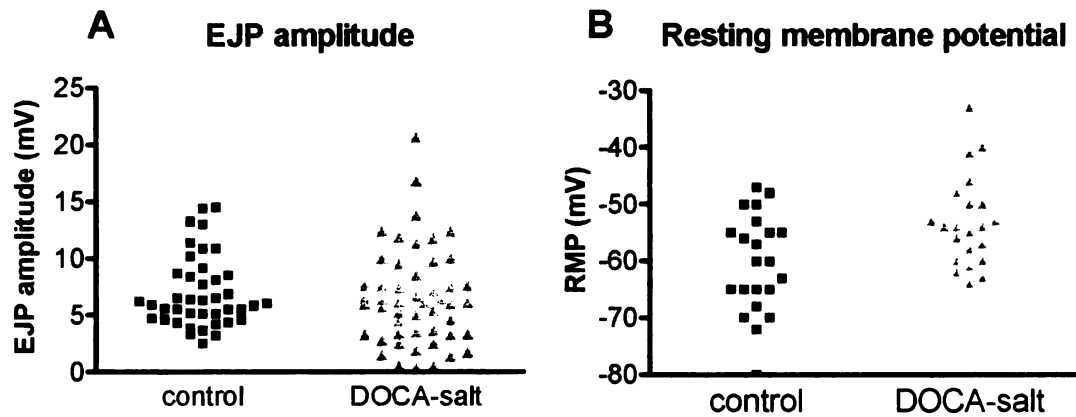 A
EJP amplitude
EJP amplitude (mV)
25
20
15
10
5
0
control
DOCA-salt
B
Resting membrane potential
RMP (mV)
-30
-40
-50
-60
-70
-80
control
DOCA-salt